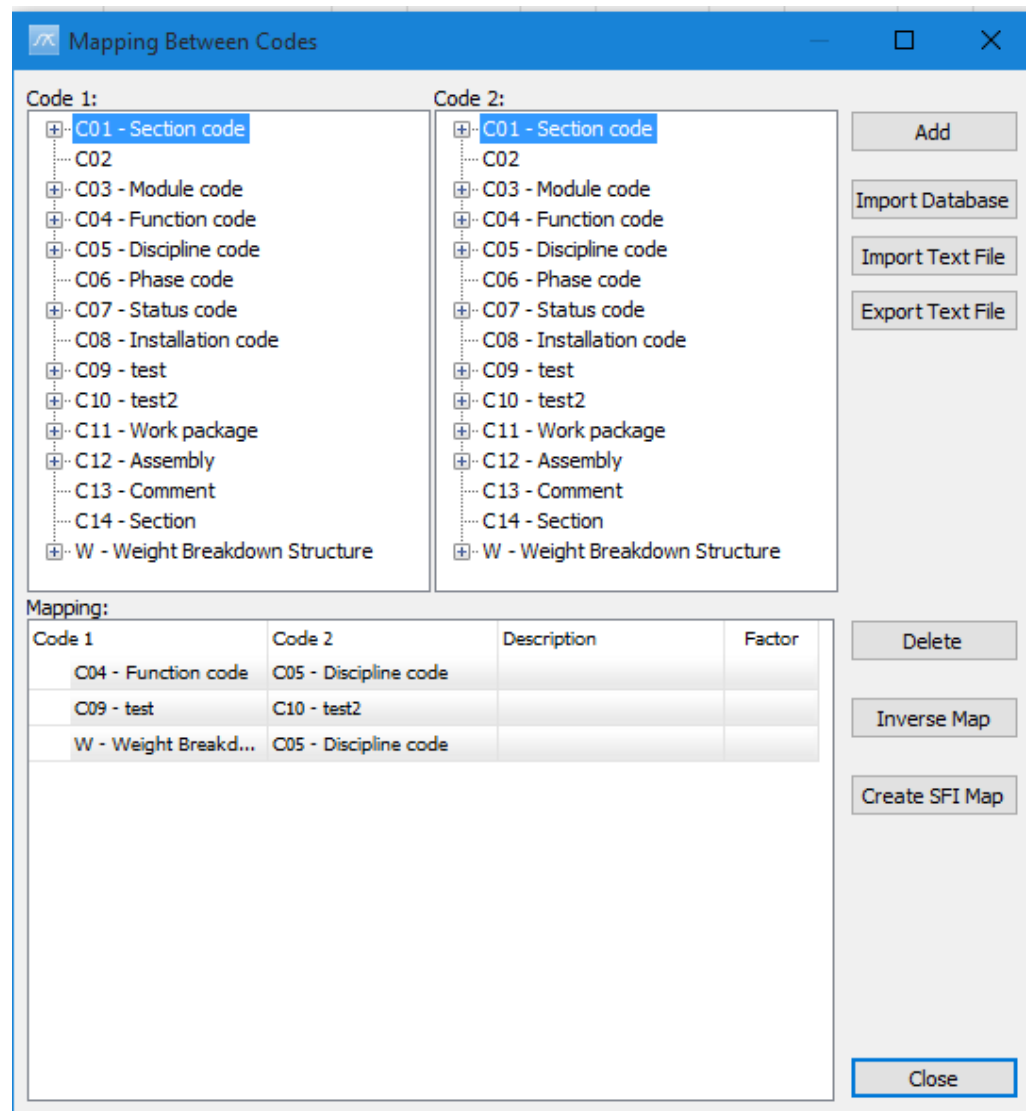 Mapping Between Codes
Code 1:
C01 - Section code
C02
C03 - Module code
C04 - Function code
C05 - Discipline code
C06 - Phase code
C07 - Status code
C08 - Installation code
C09 - test
C10 - test2
C11 - Work package
C12 - Assembly
C13 - Comment
C14 - Section
W - Weight Breakdown Structure
Code 2:
C01 - Section code
C02
C03 - Module code
C04 - Function code
C05 - Discipline code
C06 - Phase code
C07 - Status code
C08 - Installation code
C09 - test
C10 - test2
C11 - Work package
C12 - Assembly
C13 - Comment
C14 - Section
W - Weight Breakdown Structure
Add
Import Database
Import Text File
Export Text File
Mapping:
Code 1 Code 2 Description Factor
C04 - Function code C05 - Discipline code
C09 - test C10 - test2
W - Weight Breakd... C05 - Discipline code
Delete
Inverse Map
Create SFI Map
Close